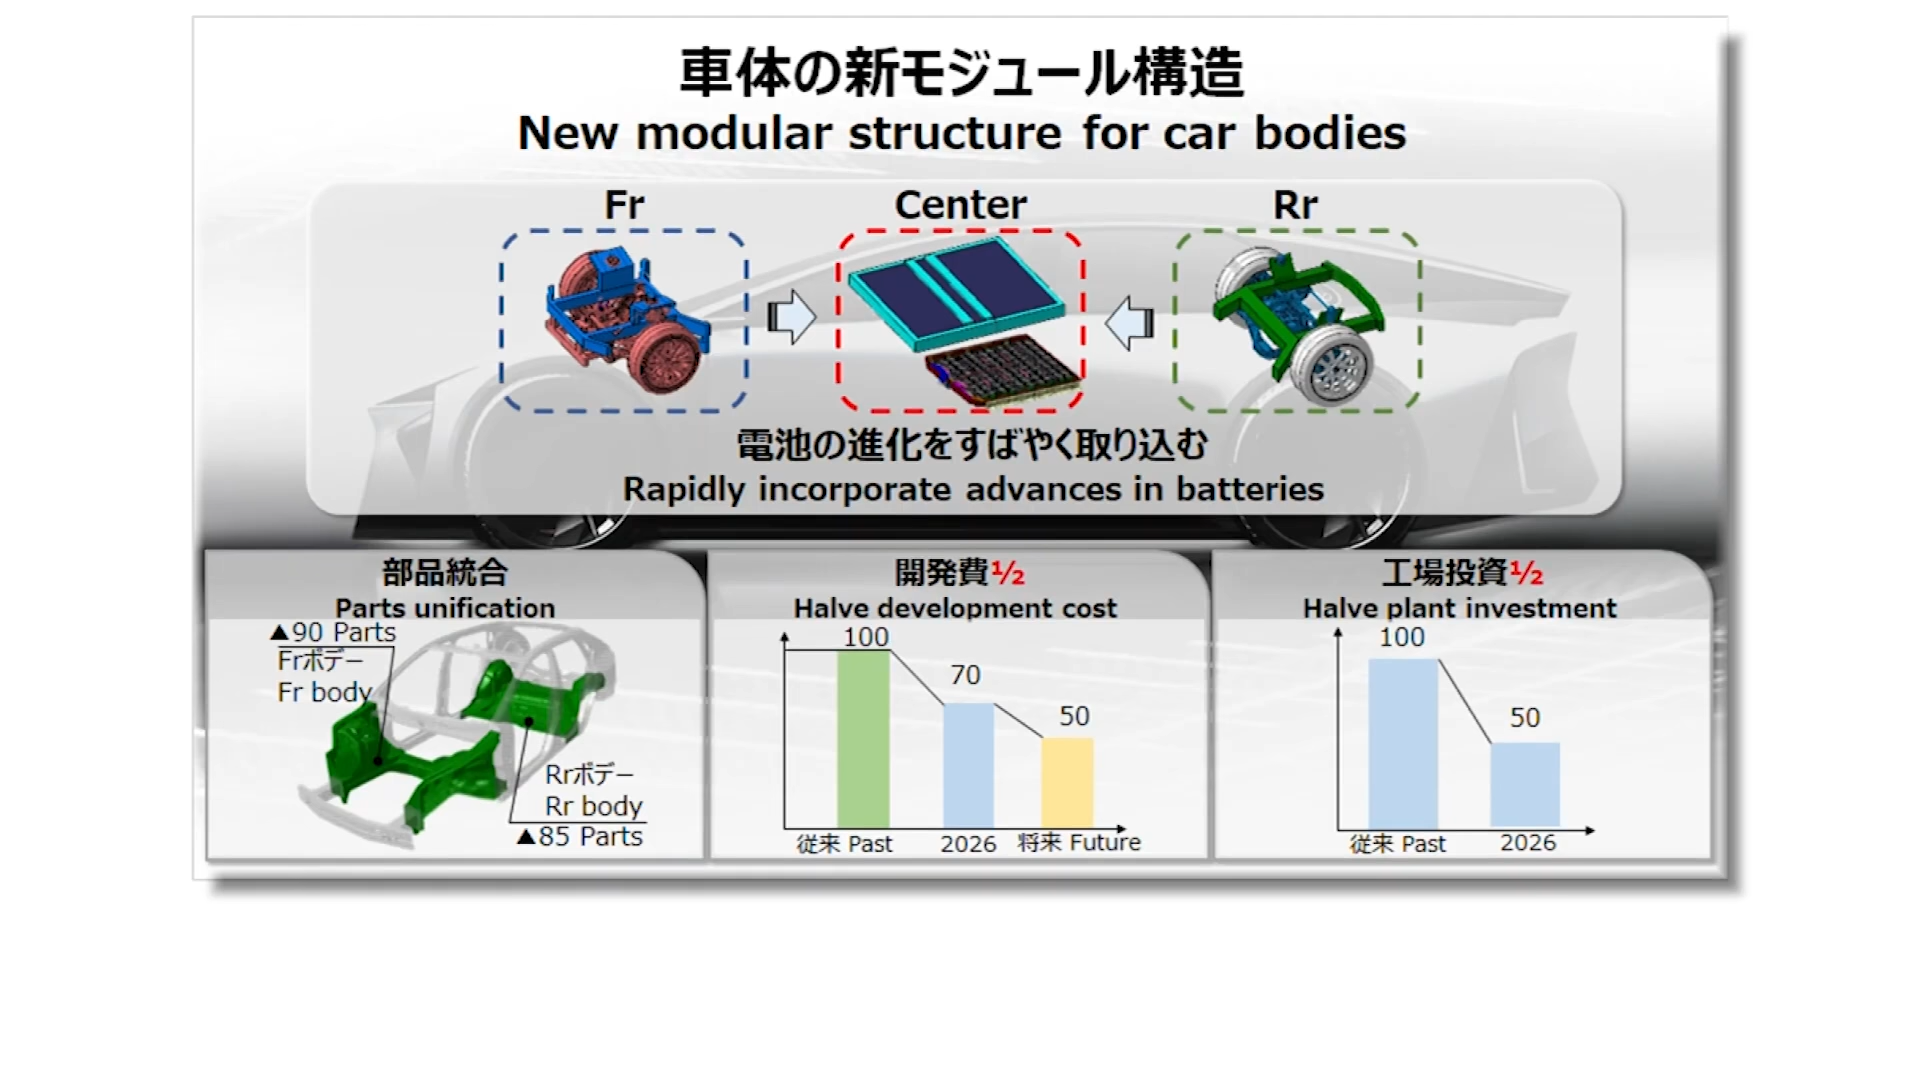 車体の新モジュール構造
New modular structure for car bodies
Fr
Center
Rr
電池の進化をすばやく取り込む
Rapidly incorporate advances in batteries
部品統合
Parts unification
▲90 Parts
Frボデー
Fr body
Rrボデー
Rr body
▲85 Parts
開発費½
Halve development cost
100
70
50
従来 Past
2026
将来 Future
工場投資½
Halve plant investment
100
50
従来 Past
2026